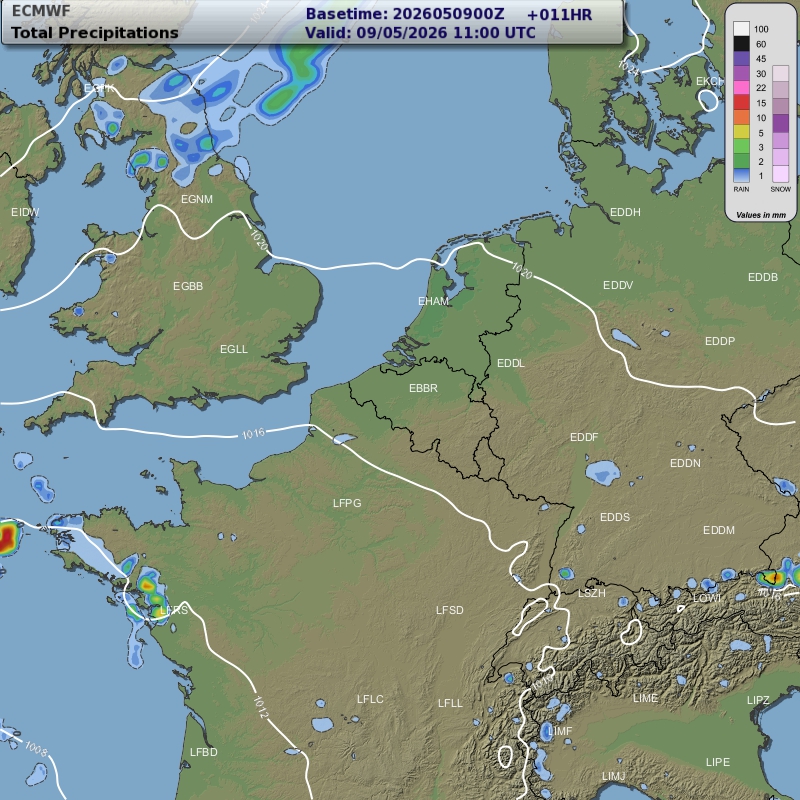 ECMWF
Basetime: 2026050900Z +011HR
Total Precipitations
Valid: 09/05/2026 11:00 UTC
100
60
45
30
22
15
10
5
3
2
1
RAIN
SNOW
Values in mm
1024
EKCH
EIDW
EGNM
EDDH
1020
1020
EGBB
EHAM
EDDV
EDDB
EGLL
EDDP
EDDL
EBBR
1016
EDDF
EDDN
LFPG
EDDS
EDDM
LSZH
LOWI
LFRS
LFSD
LFLC
LFLL
LIME
LIPZ
1012
LIMF
LFBD
1008
LIPE
LIMJ